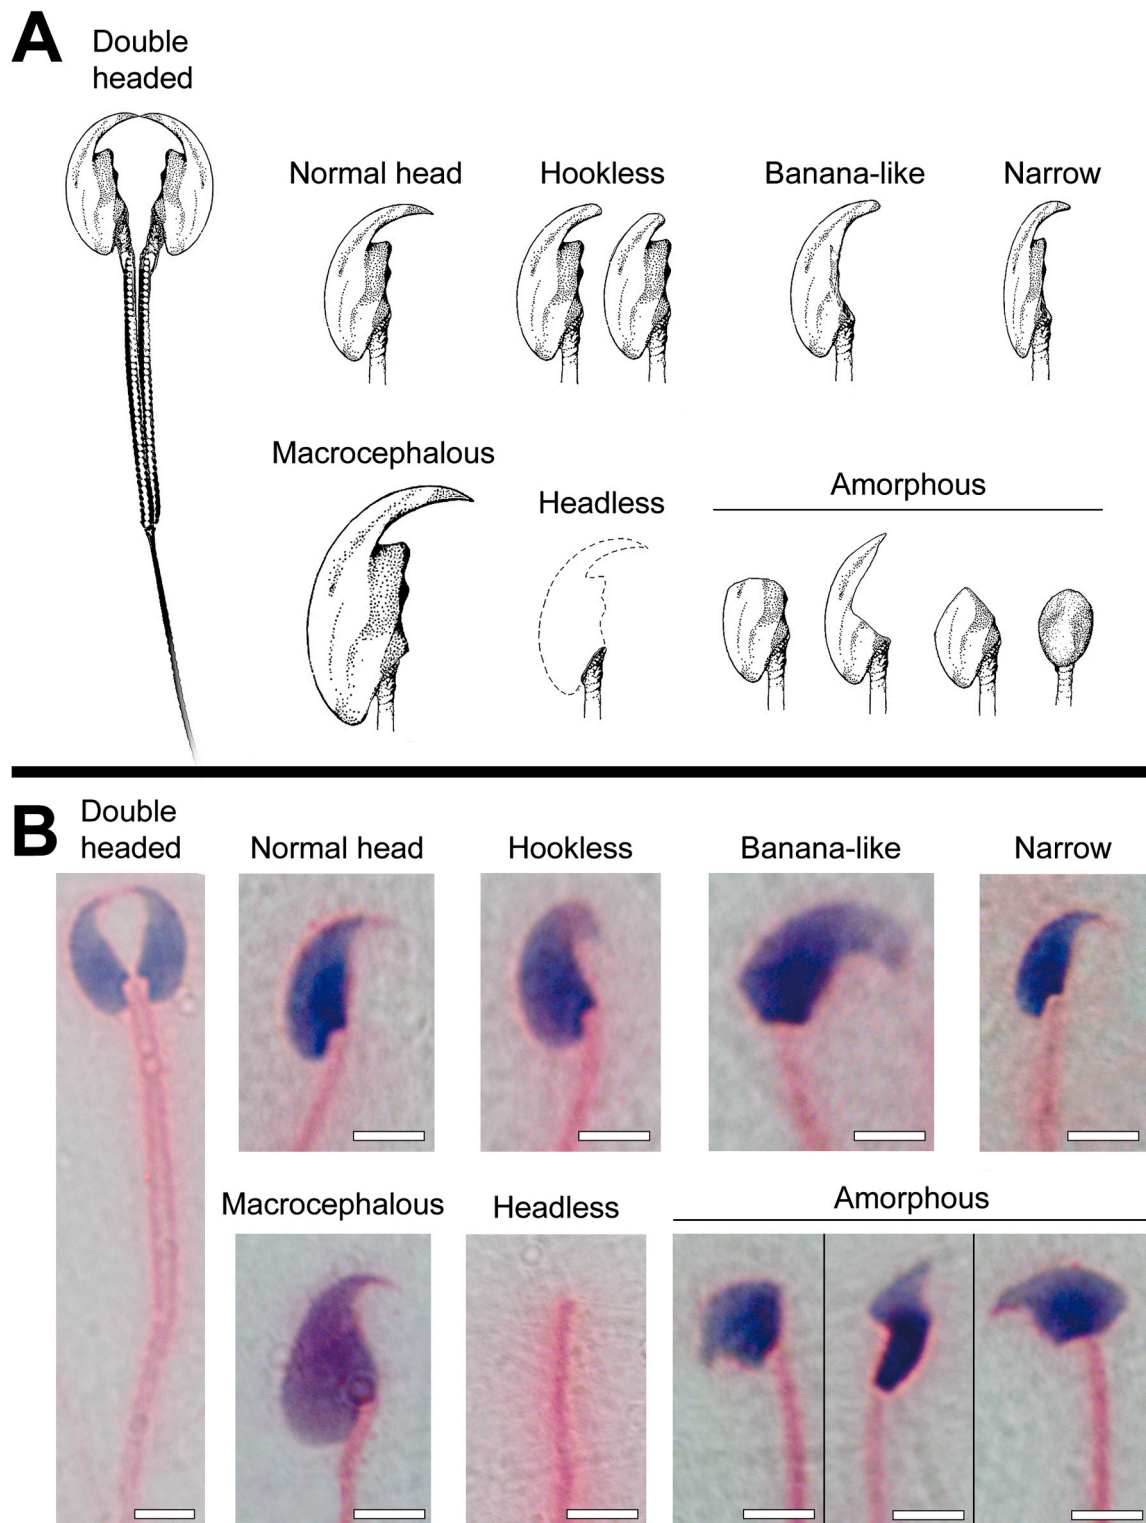 A
Double
headed
Normal head
Hookless
Banana-like
Narrow
Macrocephalous
Headless
Amorphous
B
Double
headed
Normal head
Hookless
Banana-like
Narrow
Macrocephalous
Headless
Amorphous